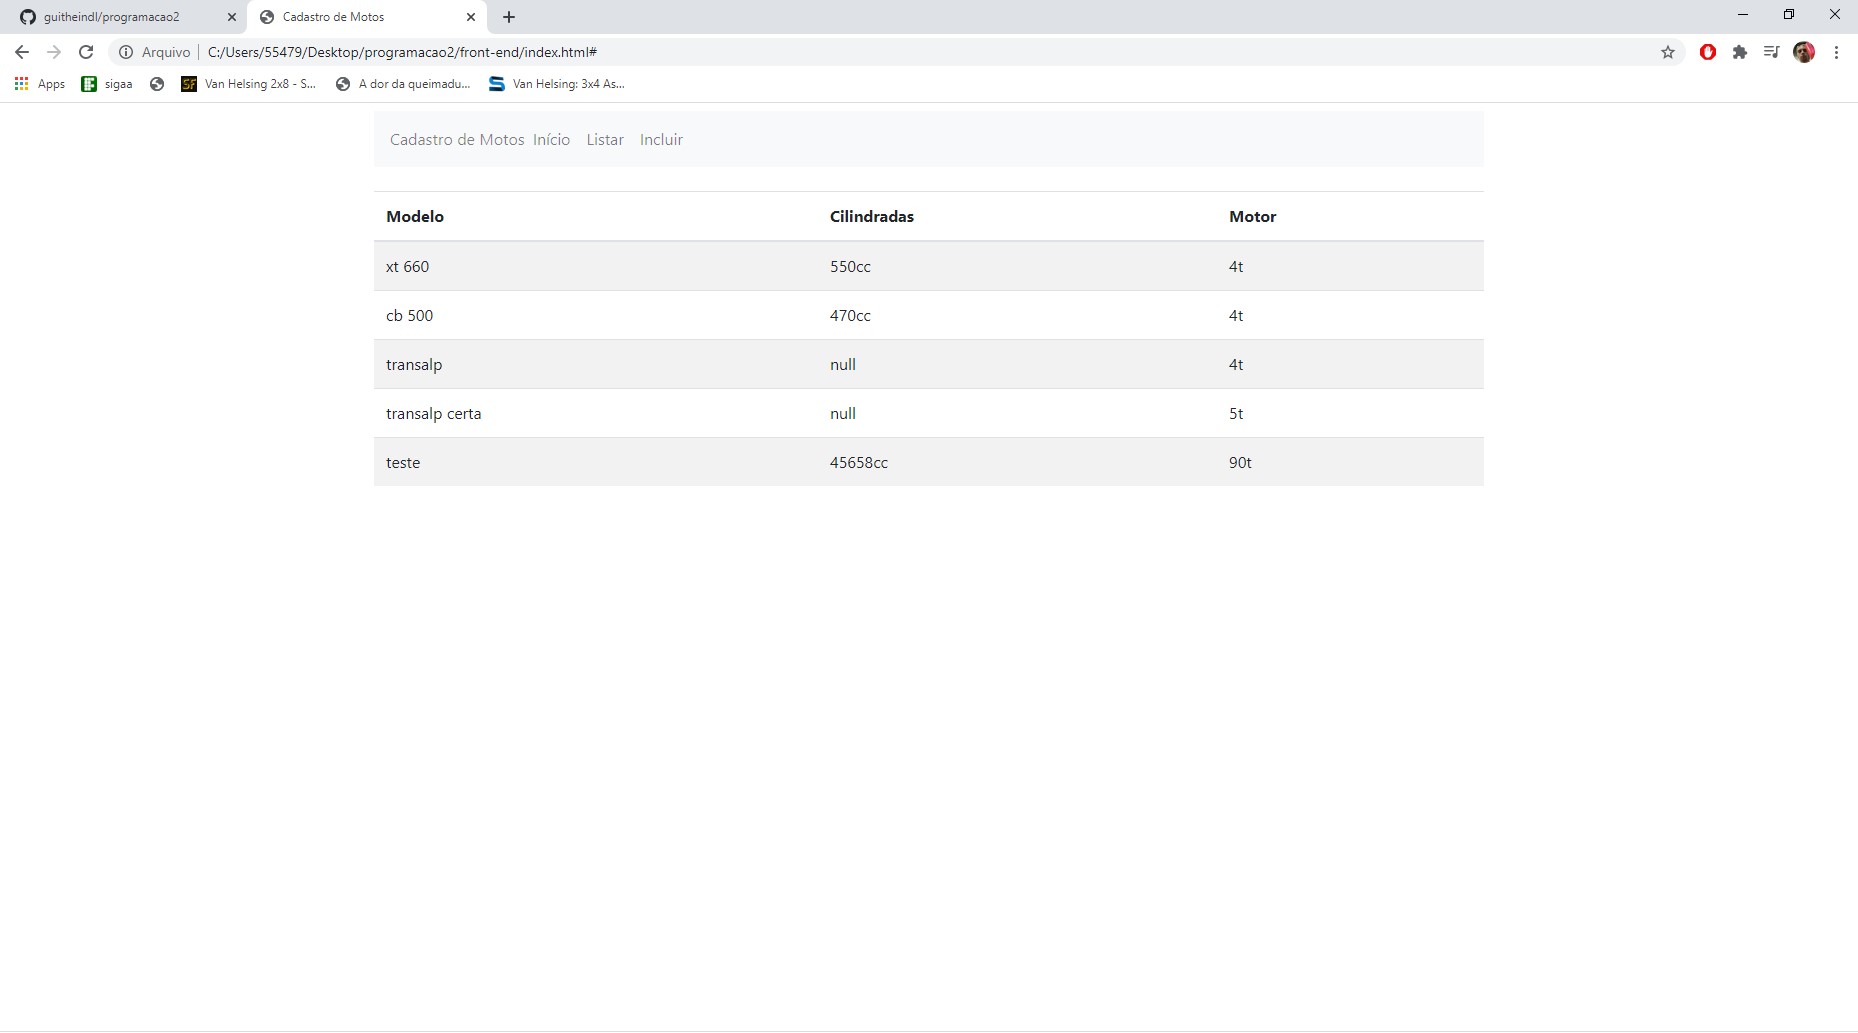 guitheindl/programacao2
Cadastro de Motos
Arquivo C:/Users/55479/Desktop/programacao2/front-end/index.html#
Apps sigaa SF Van Helsing 2x8 - S... A dor da queimadu... Van Helsing: 3x4 As...
Cadastro de Motos Início Listar Incluir
Modelo Cilindradas Motor
xt 660 550cc 4t
cb 500 470cc 4t
transalp null 4t
transalp certa null 5t
teste 45658cc 90t